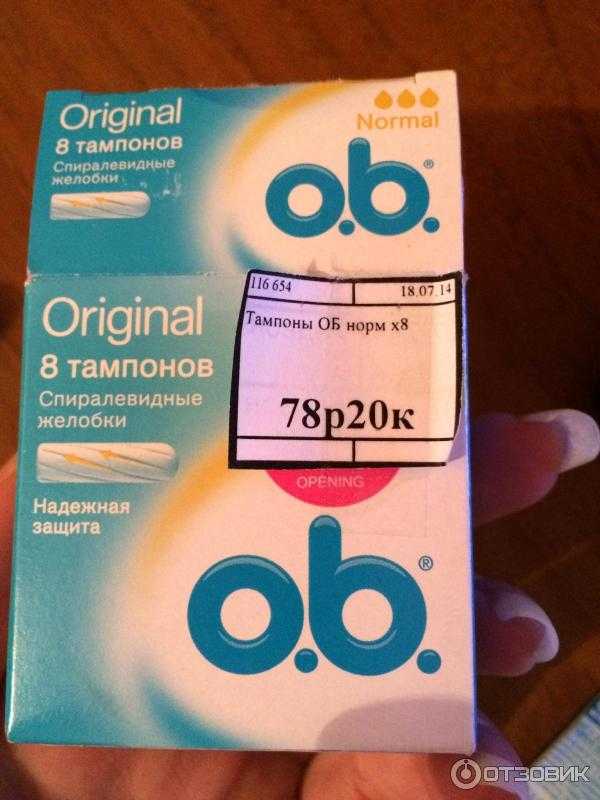 Original
8 тампонов
Спиралевидные
желобки
Normal
o.b.®
116 654
18.07.14
Тампоны ОБ норм x8
78р20к
Original
8 тампонов
Спиралевидные
желобки
OPENING
Надежная
защита
o.b.®
ОТЗОВИК